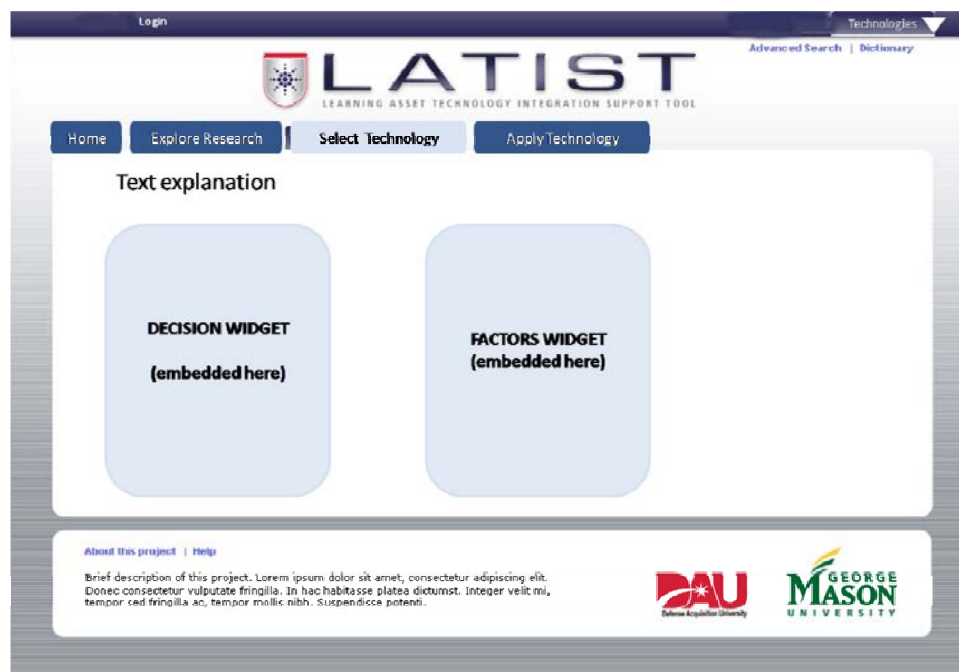 Login
Technologies
Advanced Search | Dictionary
LATIST
LEARNING ASSET TECHNOLOGY INTEGRATION SUPPORT TOOL
Home
Explore Research
Select Technology
Apply Technology
Text explanation
DECISION WIDGET
(embedded here)
FACTORS WIDGET
(embedded here)
About this project | Help
Brief description of this project. Lorem ipsum dolor sit amet, consectetur adipiscing elit.
Donec consectetur vulputate fringilla. In hac habitasse platea dictumst. Integer velit mi,
tempor sed fringilla ac, tempor mollis nibh. Suspendisse potenti.
DAU
Defense Acquisition University
GEORGE
MASON
UNIVERSITY